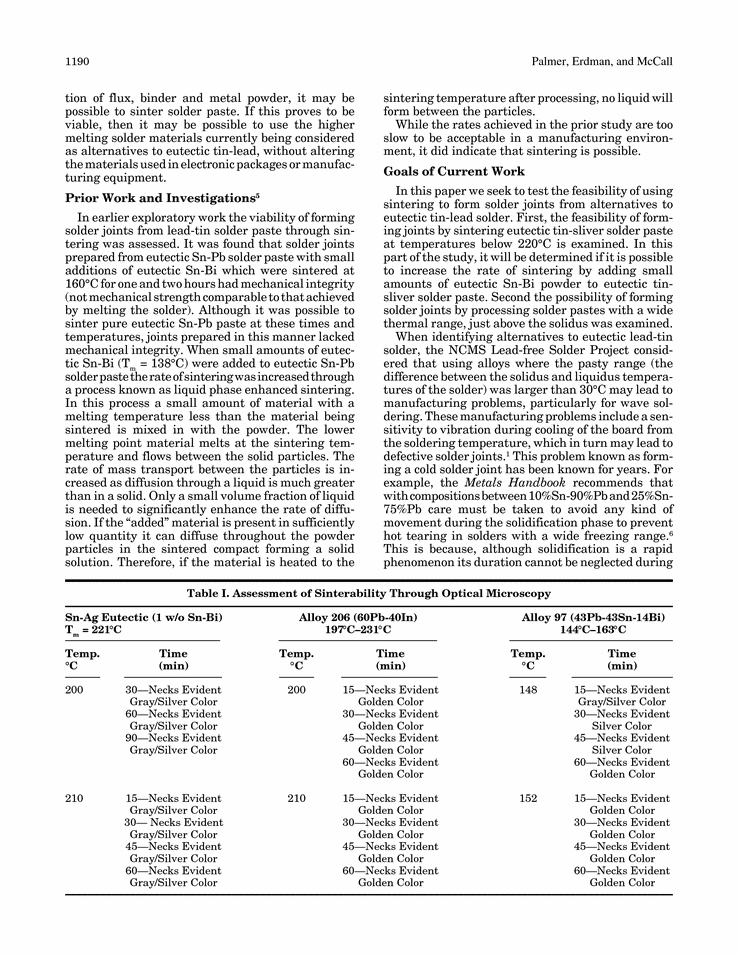 1190
Palmer, Erdman, and McCall
tion of flux, binder and metal powder, it may be
possible to sinter solder paste. If this proves to be
viable, then it may be possible to use the higher
melting solder materials currently being considered
as alternatives to eutectic tin-lead, without altering
the materials used in electronic packages or manufac-
turing equipment.
Prior Work and Investigations⁵
In earlier exploratory work the viability of forming
solder joints from lead-tin solder paste through sin-
tering was assessed. It was found that solder joints
prepared from eutectic Sn-Pb solder paste with small
additions of eutectic Sn-Bi which were sintered at
160°C for one and two hours had mechanical integrity
(not mechanical strength comparable to that achieved
by melting the solder). Although it was possible to
sinter pure eutectic Sn-Pb paste at these times and
temperatures, joints prepared in this manner lacked
mechanical integrity. When small amounts of eutec-
tic Sn-Bi (Tm = 138°C) were added to eutectic Sn-Pb
solder paste the rate of sintering was increased through
a process known as liquid phase enhanced sintering.
In this process a small amount of material with a
melting temperature less than the material being
sintered is mixed in with the powder. The lower
melting point material melts at the sintering tem-
perature and flows between the solid particles. The
rate of mass transport between the particles is in-
creased as diffusion through a liquid is much greater
than in a solid. Only a small volume fraction of liquid
is needed to significantly enhance the rate of diffu-
sion. If the “added” material is present in sufficiently
low quantity it can diffuse throughout the powder
particles in the sintered compact forming a solid
solution. Therefore, if the material is heated to the
sintering temperature after processing, no liquid will
form between the particles.
While the rates achieved in the prior study are too
slow to be acceptable in a manufacturing environ-
ment, it did indicate that sintering is possible.
Goals of Current Work
In this paper we seek to test the feasibility of using
sintering to form solder joints from alternatives to
eutectic tin-lead solder. First, the feasibility of form-
ing joints by sintering eutectic tin-sliver solder paste
at temperatures below 220°C is examined. In this
part of the study, it will be determined if it is possible
to increase the rate of sintering by adding small
amounts of eutectic Sn-Bi powder to eutectic tin-
sliver solder paste. Second the possibility of forming
solder joints by processing solder pastes with a wide
thermal range, just above the solidus was examined.
When identifying alternatives to eutectic lead-tin
solder, the NCMS Lead-free Solder Project consid-
ered that using alloys where the pasty range (the
difference between the solidus and liquidus tempera-
tures of the solder) was larger than 30°C may lead to
manufacturing problems, particularly for wave sol-
dering. These manufacturing problems include a sen-
sitivity to vibration during cooling of the board from
the soldering temperature, which in turn may lead to
defective solder joints.¹ This problem known as form-
ing a cold solder joint has been known for years. For
example, the Metals Handbook recommends that
with compositions between 10%Sn-90%Pb and 25%Sn-
75%Pb care must be taken to avoid any kind of
movement during the solidification phase to prevent
hot tearing in solders with a wide freezing range.⁶
This is because, although solidification is a rapid
phenomenon its duration cannot be neglected during
Table I. Assessment of Sinterability Through Optical Microscopy
Sn-Ag Eutectic (1 w/o Sn-Bi) Alloy 206 (60Pb-40In) Alloy 97 (43Pb-43Sn-14Bi)
Tm = 221°C 197°C–231°C 144°C–163°C
Temp. Time Temp. Time Temp. Time
°C (min) °C (min) °C (min)
200 30—Necks Evident 200 15—Necks Evident 148 15—Necks Evident
Gray/Silver Color Golden Color Gray/Silver Color
60—Necks Evident 30—Necks Evident 30—Necks Evident
Gray/Silver Color Golden Color Silver Color
90—Necks Evident 45—Necks Evident 45—Necks Evident
Gray/Silver Color Golden Color Silver Color
60—Necks Evident 60—Necks Evident
Golden Color Golden Color
210 15—Necks Evident 210 15—Necks Evident 152 15—Necks Evident
Gray/Silver Color Golden Color Golden Color
30— Necks Evident 30—Necks Evident 30—Necks Evident
Gray/Silver Color Golden Color Golden Color
45—Necks Evident 45—Necks Evident 45—Necks Evident
Gray/Silver Color Golden Color Golden Color
60—Necks Evident 60—Necks Evident 60—Necks Evident
Gray/Silver Color Golden Color Golden Color